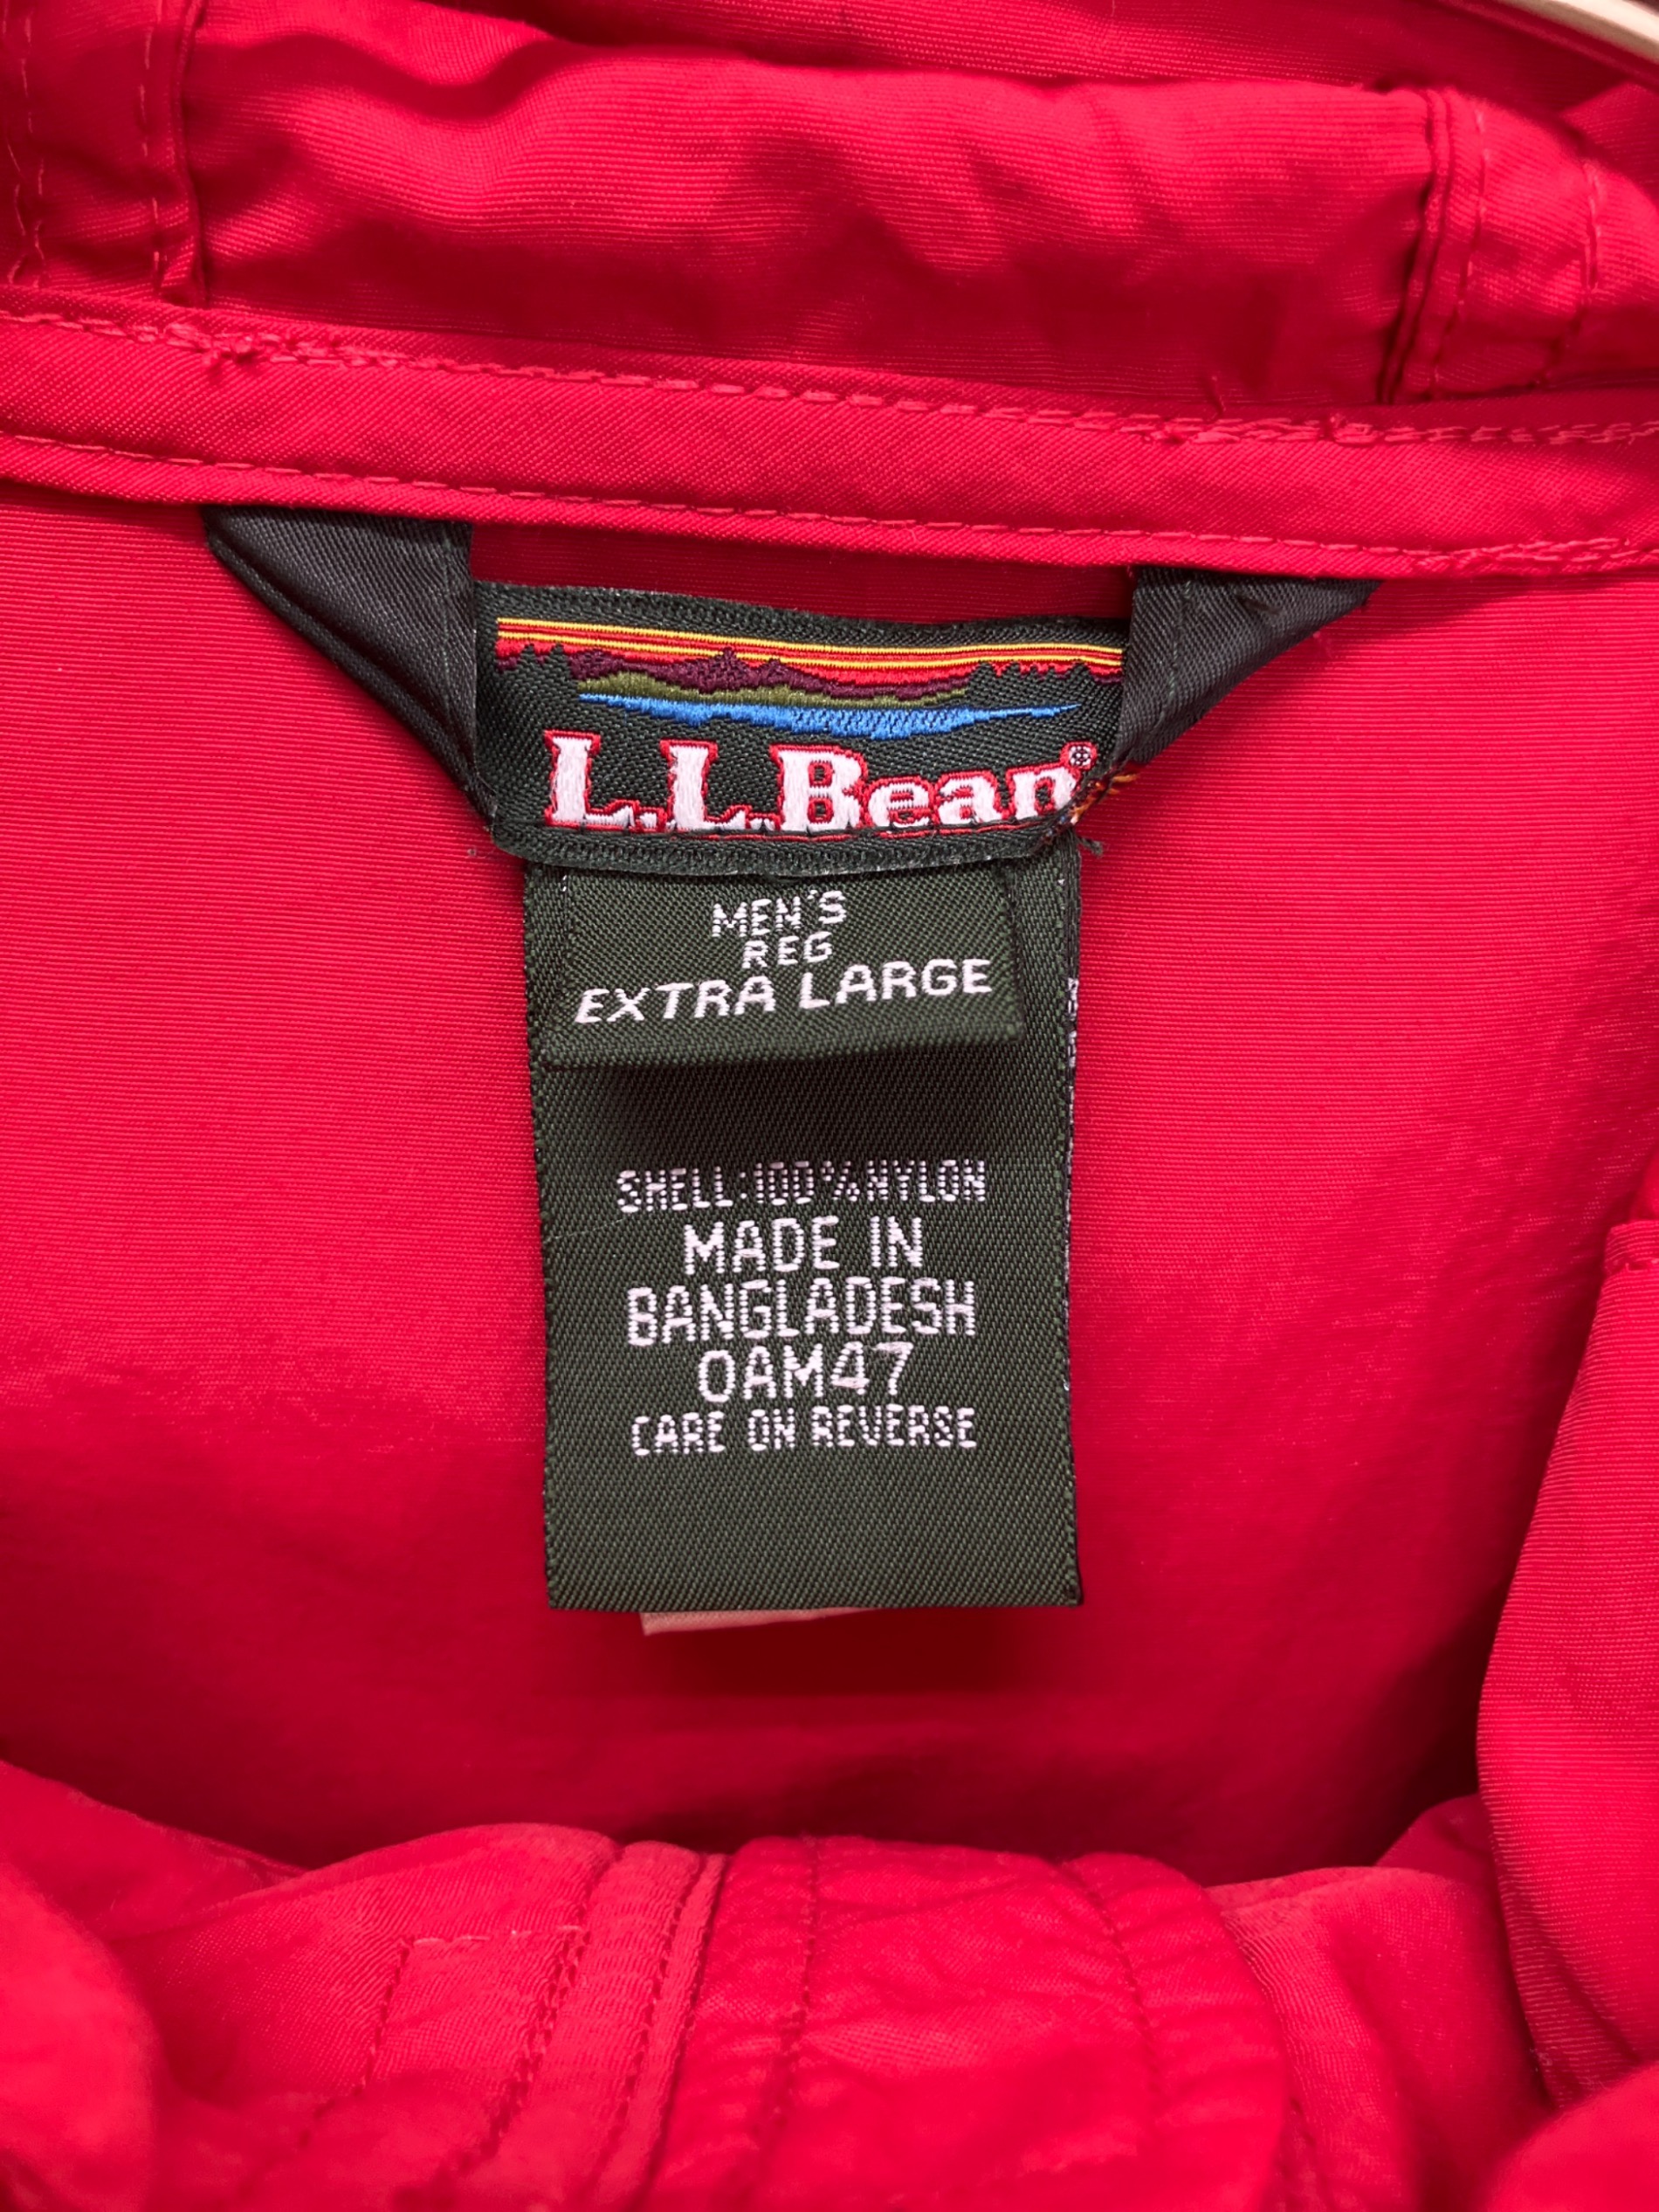 L.L.Bean®
MEN'S
REG
EXTRA LARGE
SHELL:100%NYLON
MADE IN
BANGLADESH
0AM47
CARE ON REVERSE